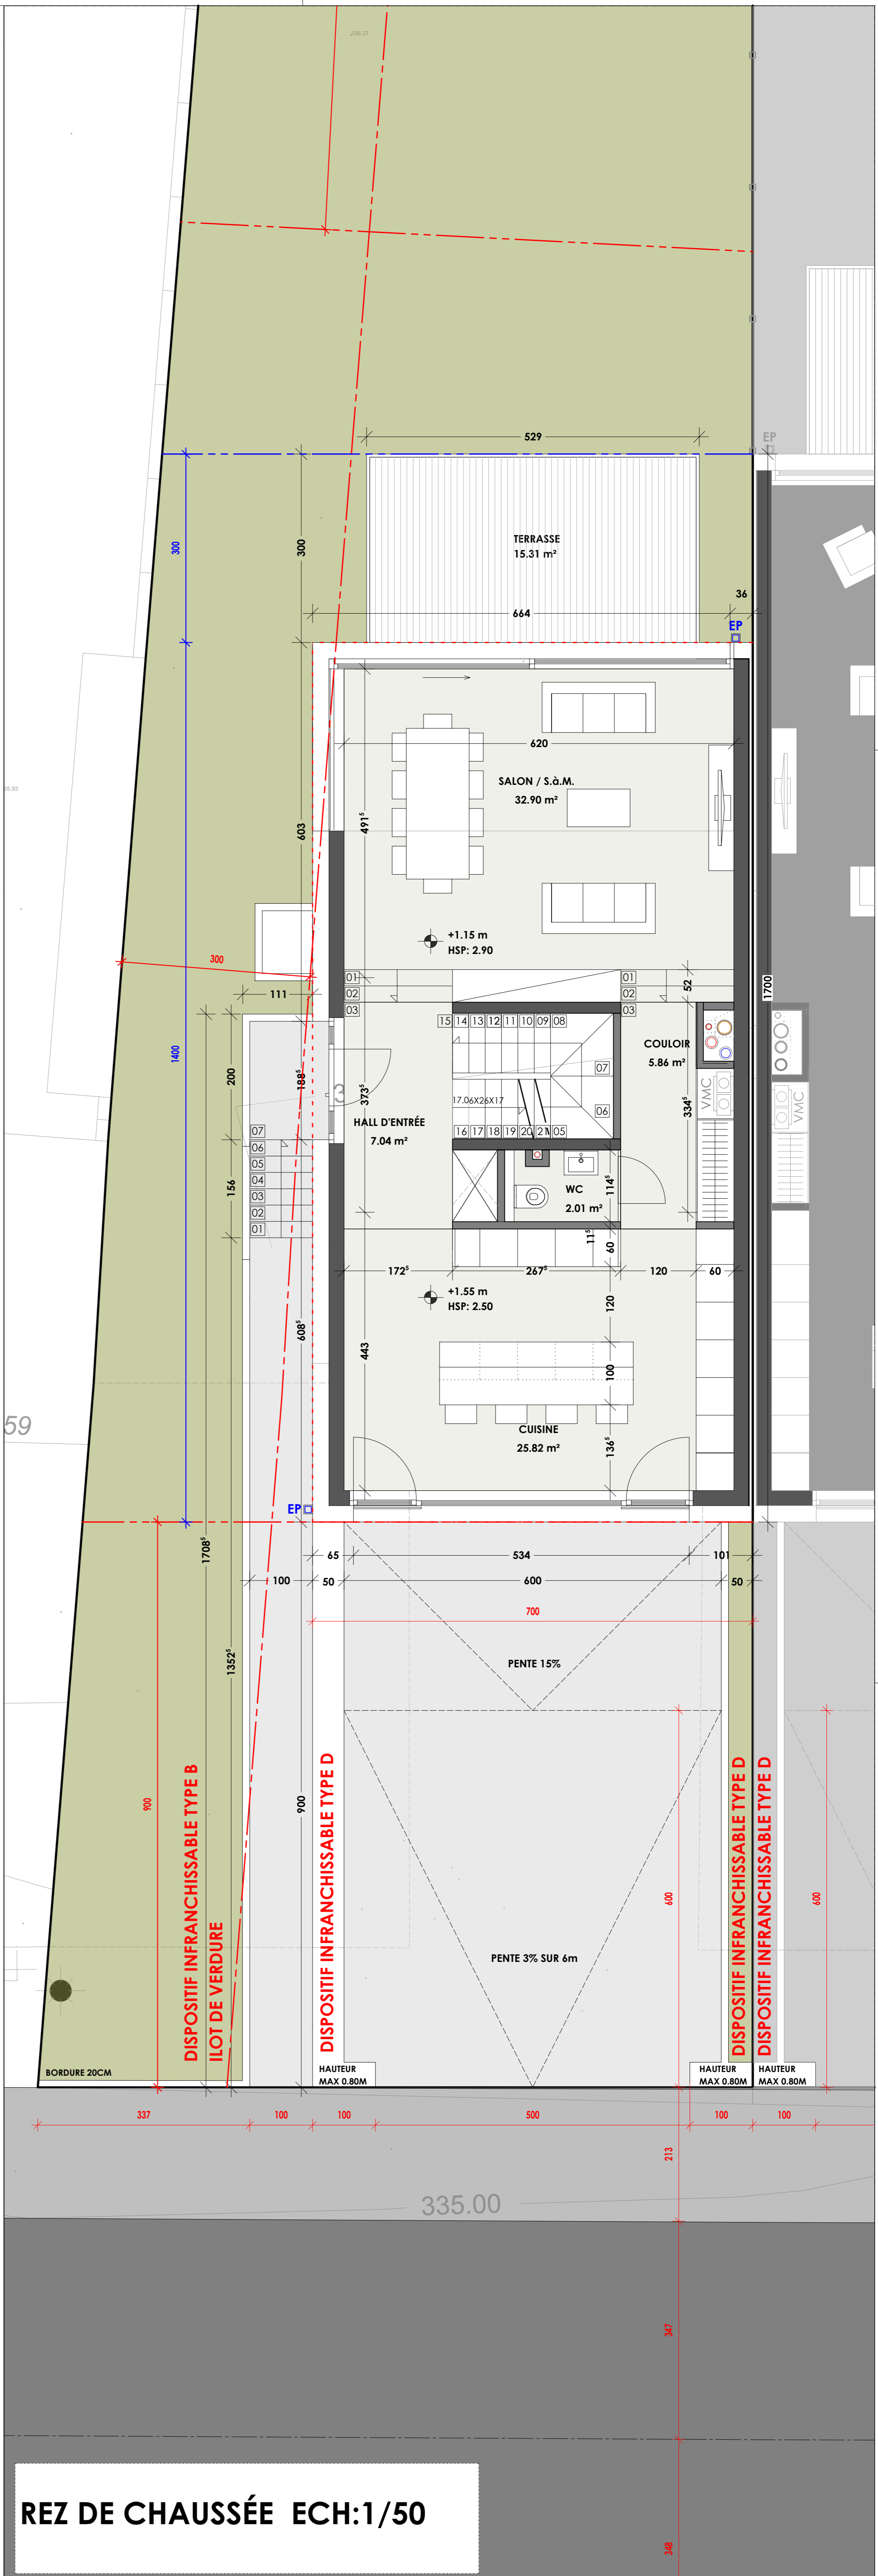 529
EP
300
300
TERRASSE
15.31 m²
36
664
EP
620
SALON / S.à.M.
32.90 m²
603
491⁵
+1.15 m
HSP: 2.90
300
01
02
03
01
02
03
52
1700
111
15 14 13 12 11 10 09 08
COULOIR
5.86 m²
1400
200
188⁵
3
373⁵
07
VMC
VMC
17.06X26X17
06
334⁵
HALL D'ENTRÉE
7.04 m²
16 17 18 19 20 21 05
07
06
05
04
03
02
01
156
WC
2.01 m²
114⁵
11⁵
60
172⁵
267⁵
120
60
+1.55 m
HSP: 2.50
120
608⁵
443
100
59
CUISINE
25.82 m²
136⁵
EP
1708⁵
65
534
101
100
50
600
50
700
1352⁵
PENTE 15%
DISPOSITIF INFRANCHISSABLE TYPE B
ILOT DE VERDURE
DISPOSITIF INFRANCHISSABLE TYPE D
DISPOSITIF INFRANCHISSABLE TYPE D
DISPOSITIF INFRANCHISSABLE TYPE D
900
900
600
600
PENTE 3% SUR 6m
BORDURE 20CM
HAUTEUR
MAX 0.80M
HAUTEUR
MAX 0.80M
HAUTEUR
MAX 0.80M
337
100
100
500
100
100
213
335.00
347
REZ DE CHAUSSÉE ECH:1/50
348